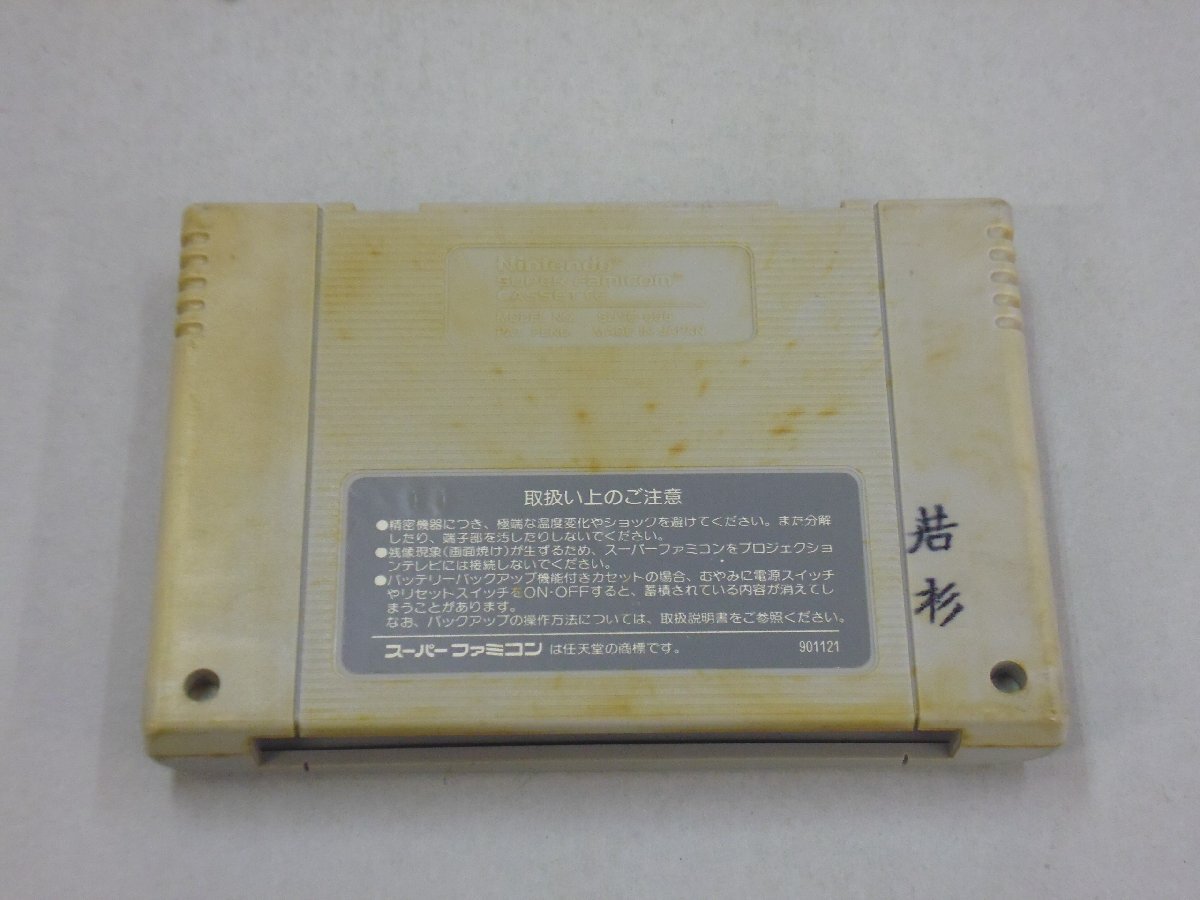 Nintendo
SUPER FAMICOM
CASSETTE
MODEL NO.
PAT. PEND. MADE IN JAPAN
取扱い上のご注意
●精密機器につき、極端な温度変化やショックを避けてください。また分解
したり、端子部を汚したりしないでください。
●残像現象(画面焼け)が生ずるため、スーパーファミコンをプロジェクショ
ンテレビには接続しないでください。
●バッテリーバックアップ機能付きカセットの場合、むやみに電源スイッチ
やリセットスイッチをON・OFFすると、蓄積されている内容が消えてし
まうことがあります。
なお、バックアップの操作方法については、取扱説明書をご参照ください。
スーパーファミコン は任天堂の商標です。 901121
若杉